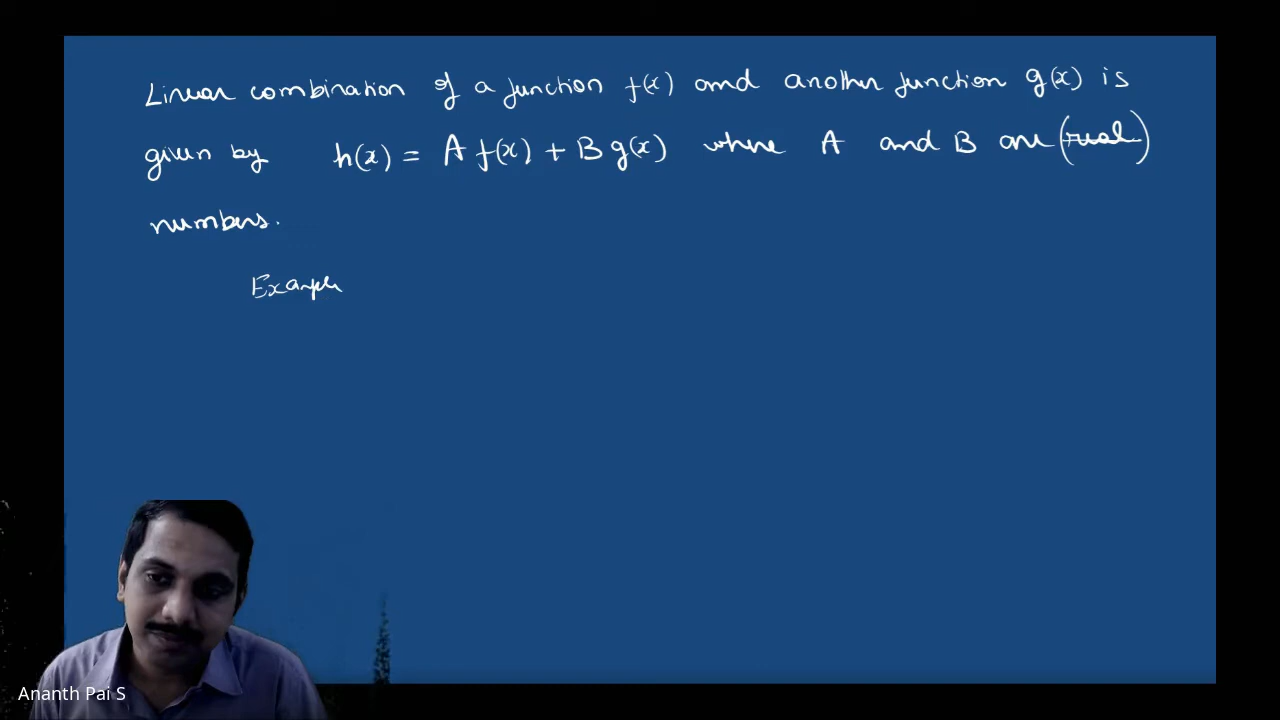 Linear combination of a function f(x) and another function g(x) is
given by h(x) = A f(x) + B g(x) where A and B are (real)
numbers.
Example
Ananth Pai S